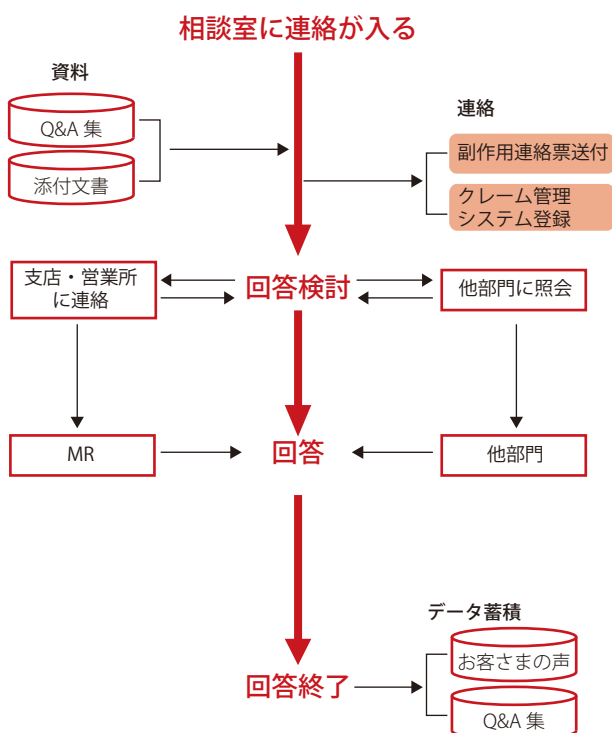 相談室に連絡が入る
資料
Q&A 集
添付文書
連絡
副作用連絡票送付
クレーム管理
システム登録
支店・営業所
に連絡
回答検討
他部門に照会
MR
回答
他部門
データ蓄積
お客さまの声
回答終了
Q&A 集